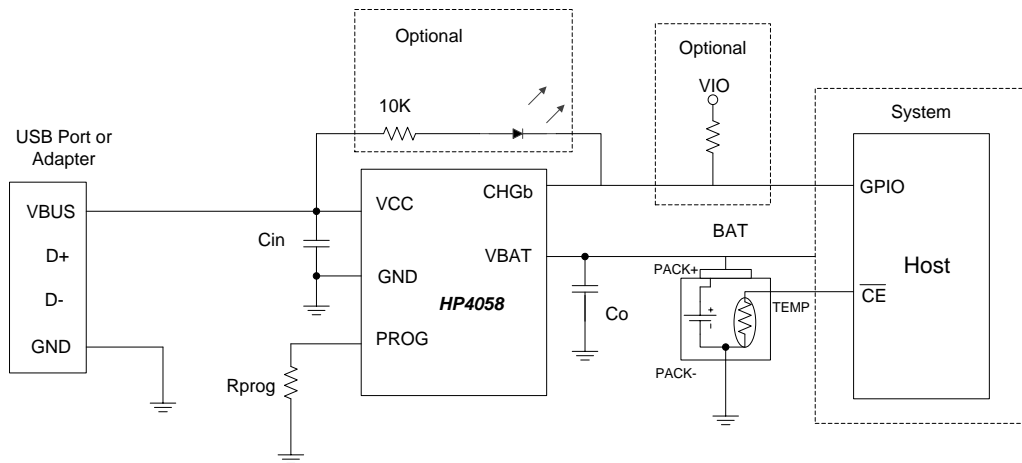 Optional
10K
Optional
VIO
System
USB Port or
Adapter
VBUS
D+
D-
GND
Cin
VCC
CHGb
GND
VBAT
HP4058
PROG
Rprog
Co
BAT
PACK+
TEMP
+
-
PACK-
GPIO
Host
CE